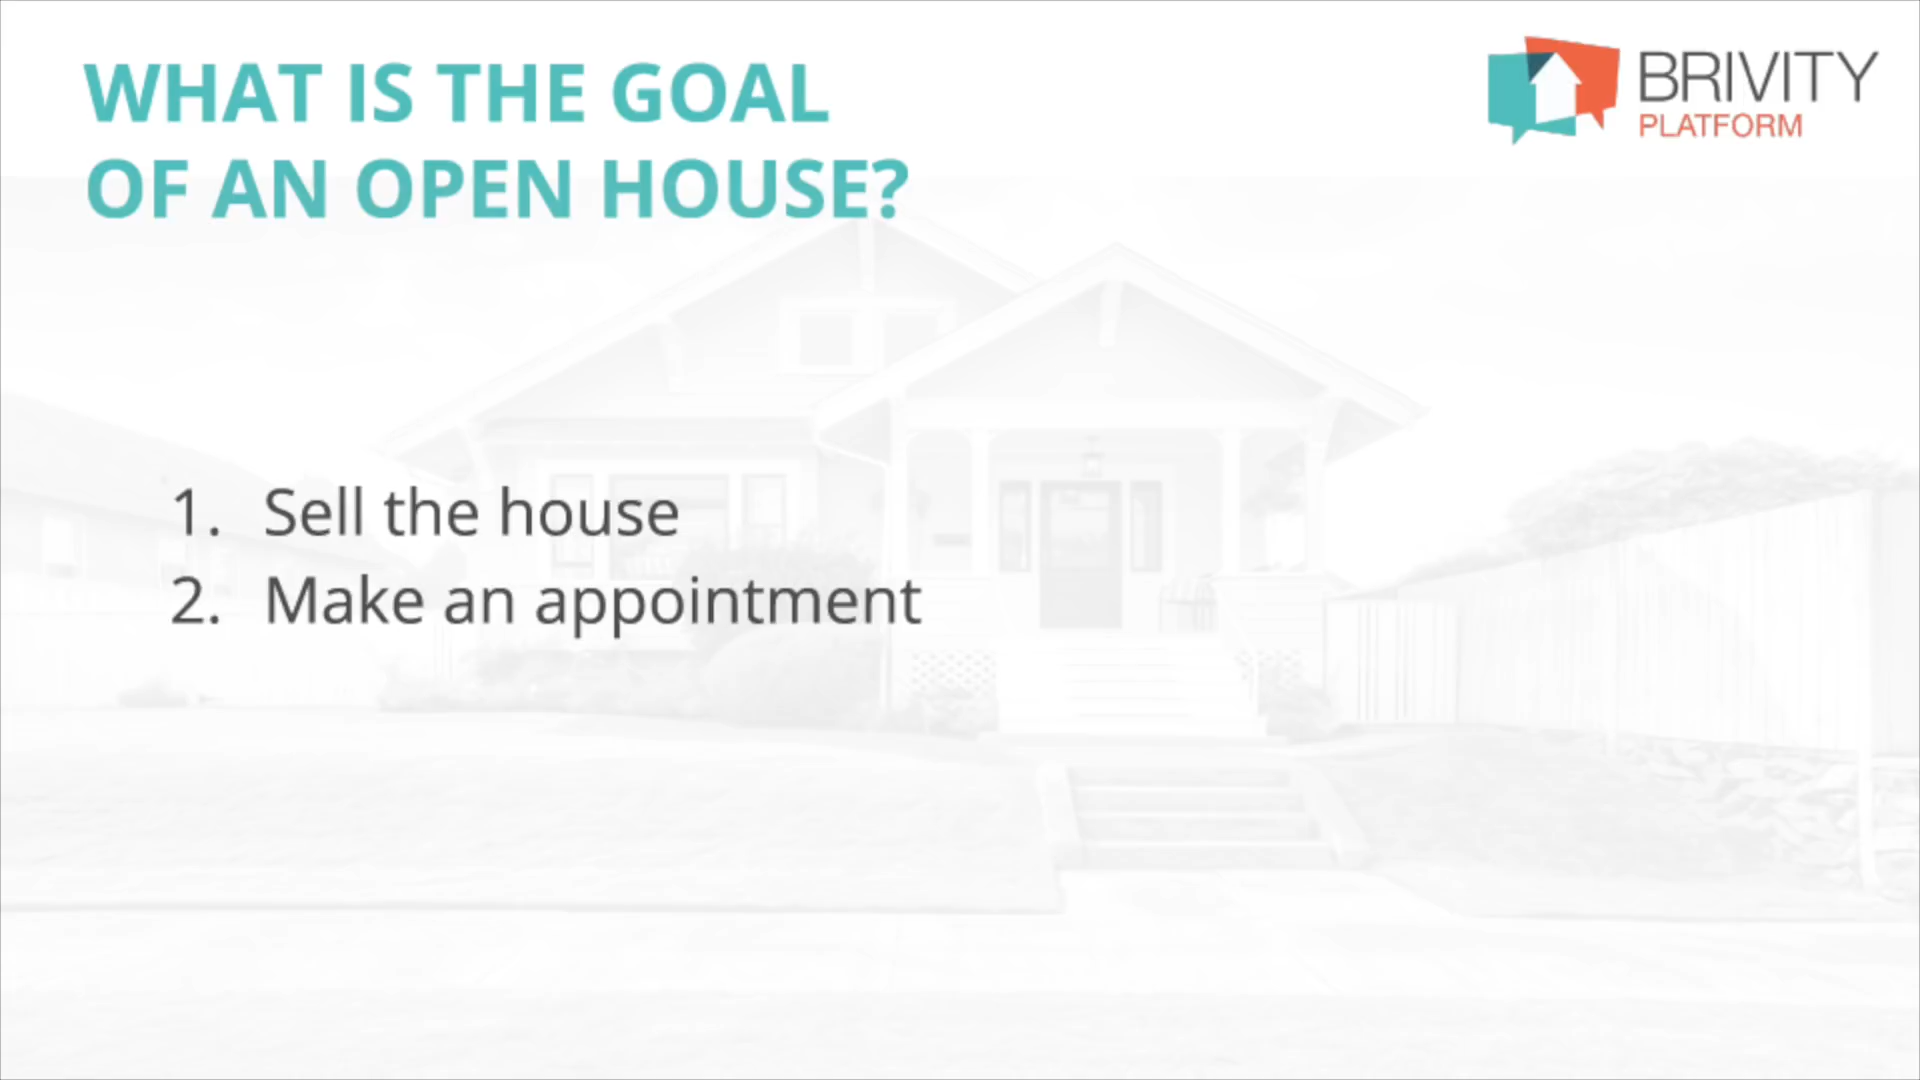 WHAT IS THE GOAL
OF AN OPEN HOUSE?
BRIVITY
PLATFORM
1. Sell the house
2. Make an appointment